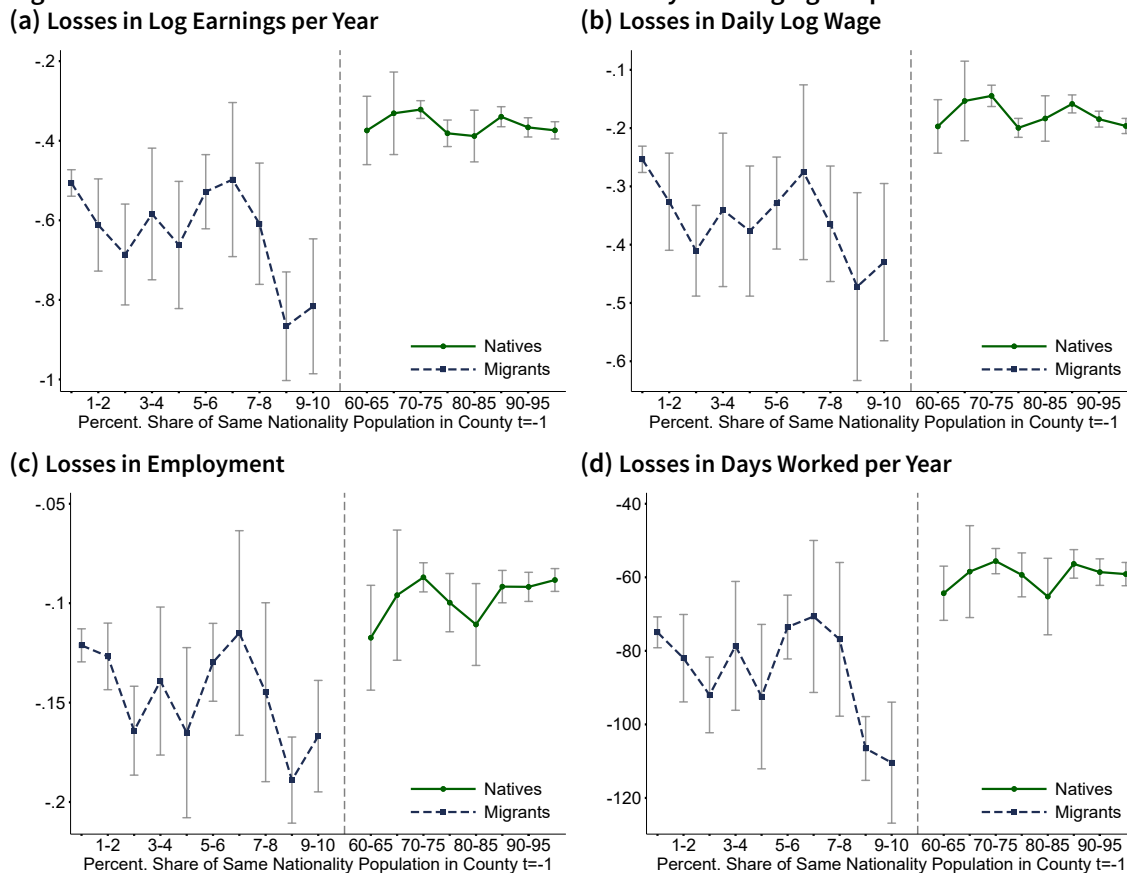 (a) Losses in Log Earnings per Year
-.2
-.4
-.6
-.8
-1
Natives
Migrants
1-2 3-4 5-6 7-8 9-10 60-65 70-75 80-85 90-95
Percent. Share of Same Nationality Population in County t=-1
(b) Losses in Daily Log Wage
-.1
-.2
-.3
-.4
-.5
-.6
Natives
Migrants
1-2 3-4 5-6 7-8 9-10 60-65 70-75 80-85 90-95
Percent. Share of Same Nationality Population in County t=-1
(c) Losses in Employment
-.05
-.1
-.15
-.2
Natives
Migrants
1-2 3-4 5-6 7-8 9-10 60-65 70-75 80-85 90-95
Percent. Share of Same Nationality Population in County t=-1
(d) Losses in Days Worked per Year
-40
-60
-80
-100
-120
Natives
Migrants
1-2 3-4 5-6 7-8 9-10 60-65 70-75 80-85 90-95
Percent. Share of Same Nationality Population in County t=-1